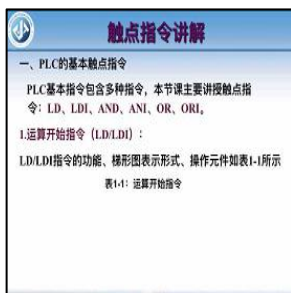 触点指令讲解
一、PLC的基本触点指令
PLC基本指令包含多种指令，本节课主要讲授触点指
令：LD、LDI、AND、ANI、OR、ORI。
1.运算开始指令（LD/LDI）：
LD/LDI指令的功能、梯形图表示形式、操作元件如表1-1所示
表1-1：运算开始指令